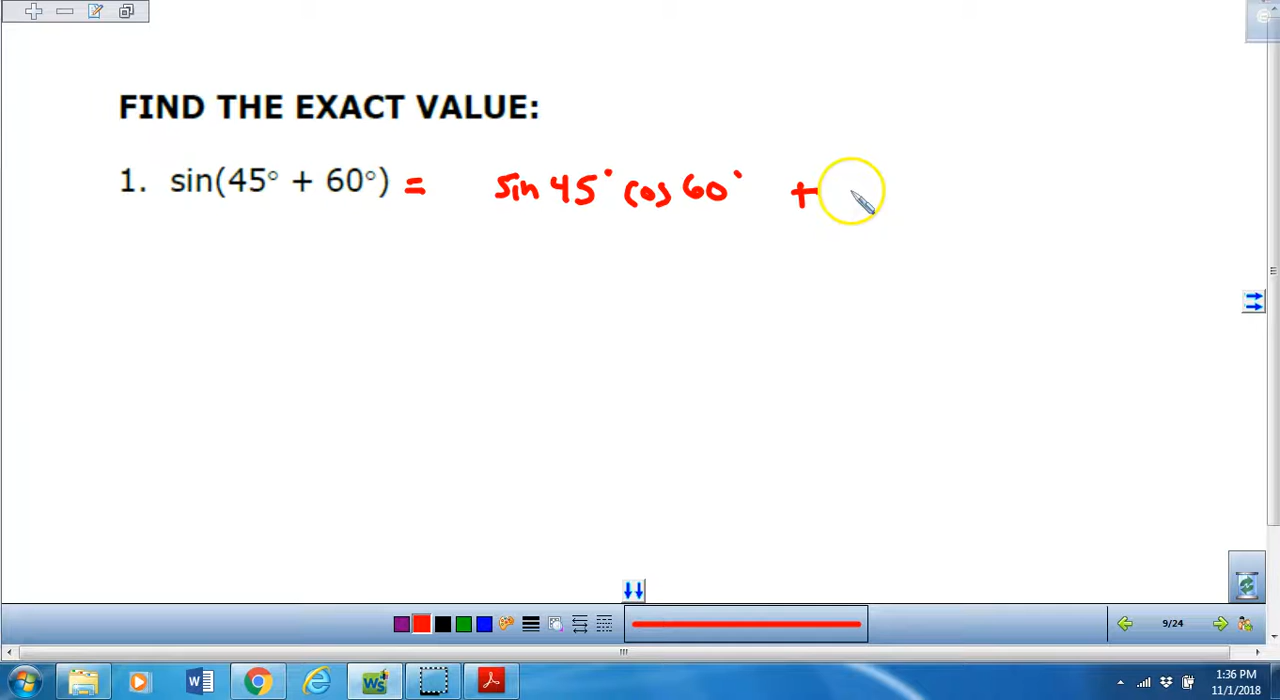 FIND THE EXACT VALUE:
1. sin(45° + 60°) = sin 45° cos 60° +
9/24
1:36 PM
11/1/2018